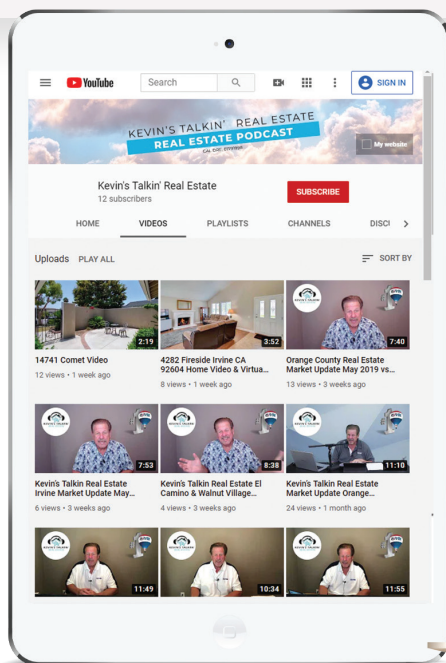 YouTube
Search
SIGN IN
KEVIN'S TALKIN' REAL ESTATE
REAL ESTATE PODCAST
My website
Kevin's Talkin' Real Estate
12 subscribers
SUBSCRIBE
HOME VIDEOS PLAYLISTS CHANNELS
Uploads PLAY ALL SORT BY
2:19 3:52 7:40
14741 Comet Video
12 views • 1 week ago
4282 Fireside Irvine CA
92604 Home Video & Virtua...
8 views • 1 week ago
Orange County Real Estate
Market Update May 2019 vs...
13 views • 3 weeks ago
7:53 8:38 11:10
Kevin's Talkin Real Estate
Irvine Market Update May...
6 views • 3 weeks ago
Kevin's Talkin Real Estate El
Camino & Walnut Village...
4 views • 3 weeks ago
Kevin's Talkin Real Estate
Market Update Orange...
24 views • 1 month ago
11:49 10:34 11:55